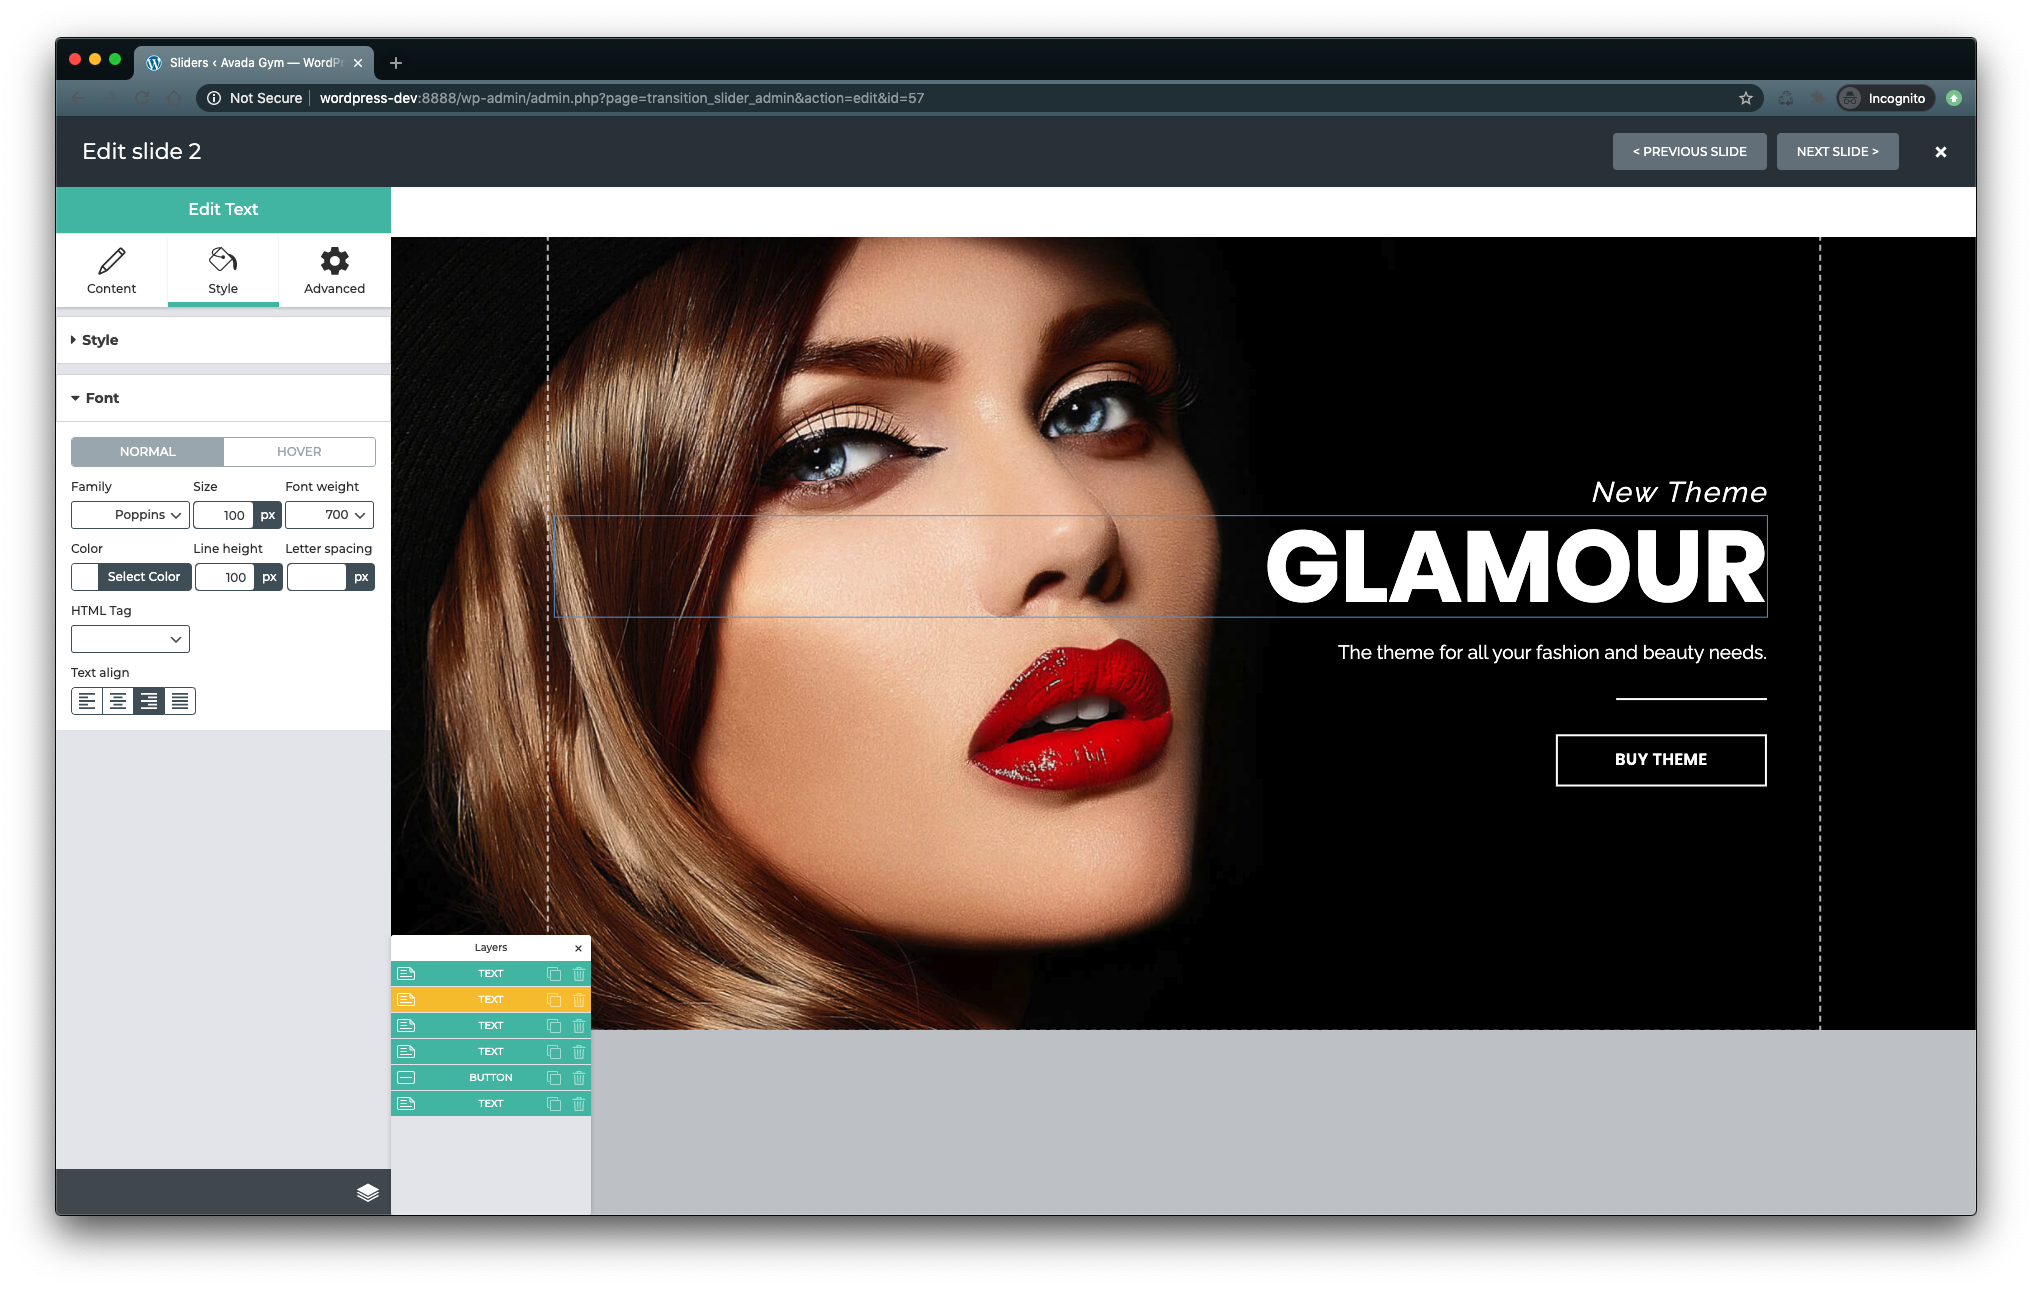 Sliders ‹ Avada Gym — WordPr
Not Secure
wordpress-dev:8888/wp-admin/admin.php?page=transition_slider_admin&action=edit&id=57
Incognito
Edit slide 2
< PREVIOUS SLIDE
NEXT SLIDE >
Edit Text
Content
Style
Advanced
Style
Font
NORMAL
HOVER
Family
Size
Font weight
Poppins
100
px
700
Color
Line height
Letter spacing
Select Color
100
px
px
HTML Tag
Text align
New Theme
GLAMOUR
The theme for all your fashion and beauty needs.
BUY THEME
Layers
TEXT
TEXT
TEXT
TEXT
BUTTON
TEXT